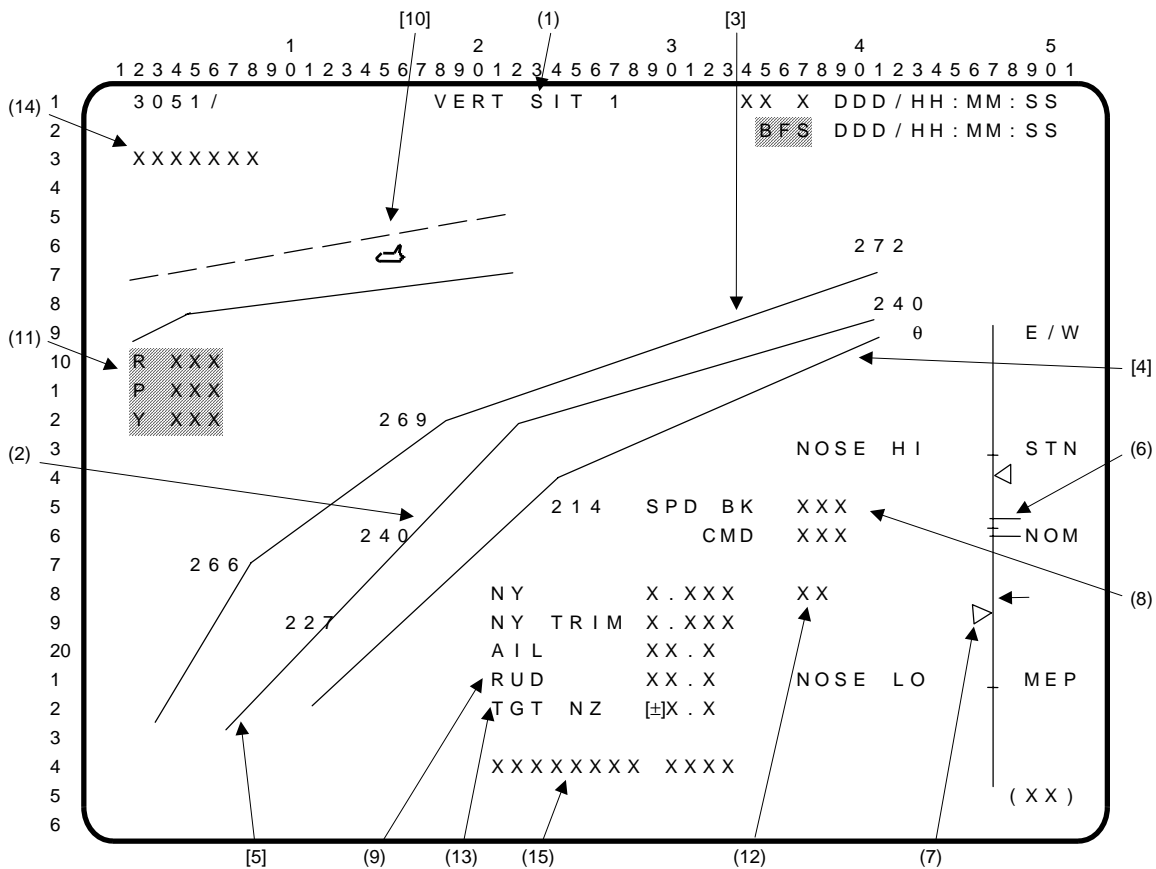 [10] (1) [3]
1 2 3 4 5
1 2 3 4 5 6 7 8 9 0 1 2 3 4 5 6 7 8 9 0 1 2 3 4 5 6 7 8 9 0 1 2 3 4 5 6 7 8 9 0 1 2 3 4 5 6 7 8 9 0 1
(14) 1 3051/ VERT SIT 1 XX X DDD/HH:MM:SS
2 BFS DDD/HH:MM:SS
3 XXXXXXX
4
5
6 272
7
8 240
(11) 9 θ E/W
10 R XXX [4]
1 P XXX
2 Y XXX 269
(2) 3 NOSE HI STN (6)
4
5 214 SPD BK XXX
6 240 CMD XXX NOM
7 266
8 NY X.XXX XX (8)
9 227 NY TRIM X.XXX
20 AIL XX.X
1 RUD XX.X NOSE LO MEP
2 TGT NZ [±]X.X
3
4 XXXXXXXX XXXX
5 (XX)
6
[5] (9) (13) (15) (12) (7)